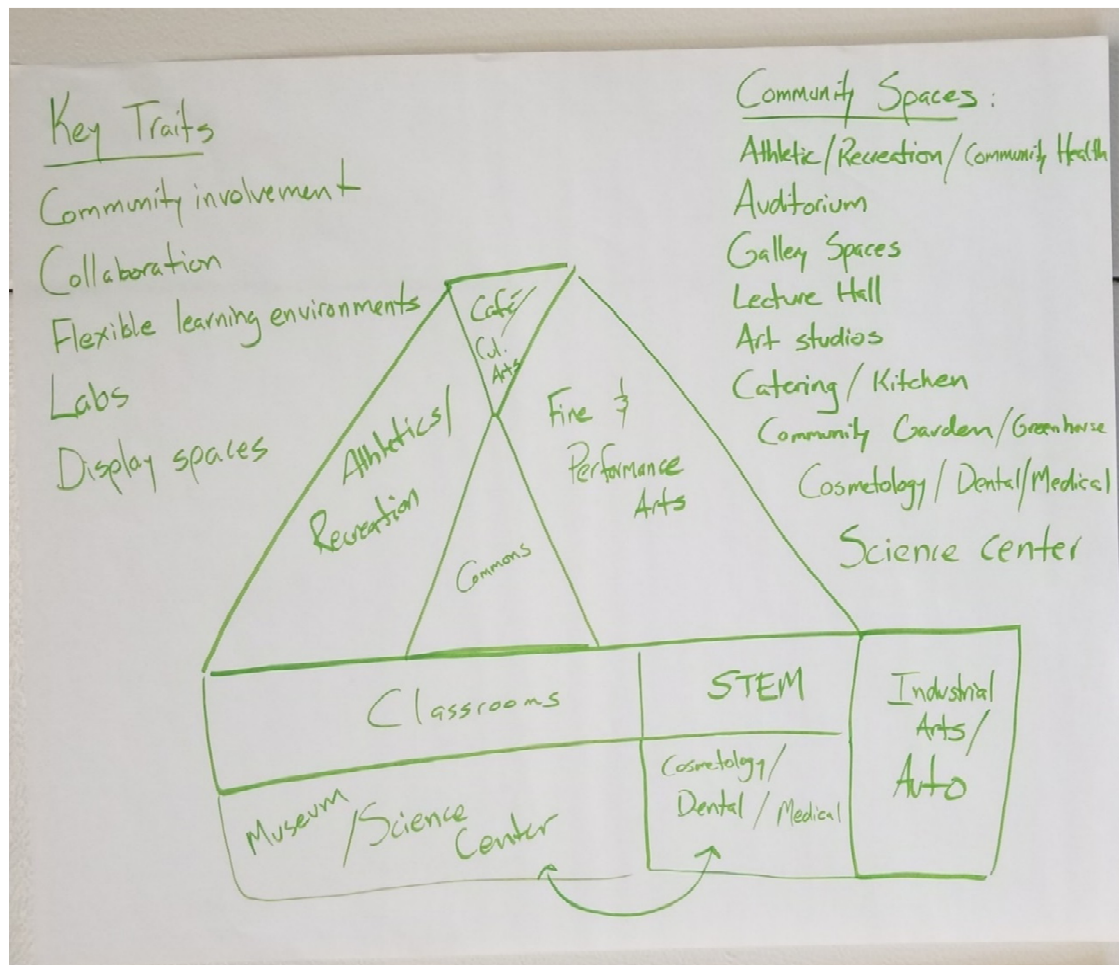 Key Traits
Community involvement
Collaboration
Flexible learning environments
Labs
Display spaces
Community Spaces:
Athletic/Recreation/Community Health
Auditorium
Galley Spaces
Lecture Hall
Art studios
Catering / Kitchen
Community Garden/Greenhouse
Cosmetology / Dental/Medical
Science center
Café/
Cul.
Arts
Athletics/
Recreation
Fine &
Performance
Arts
Commons
Classrooms
STEM
Industrial
Arts/
Auto
Museum
/Science
Center
Cosmetology/
Dental / Medical